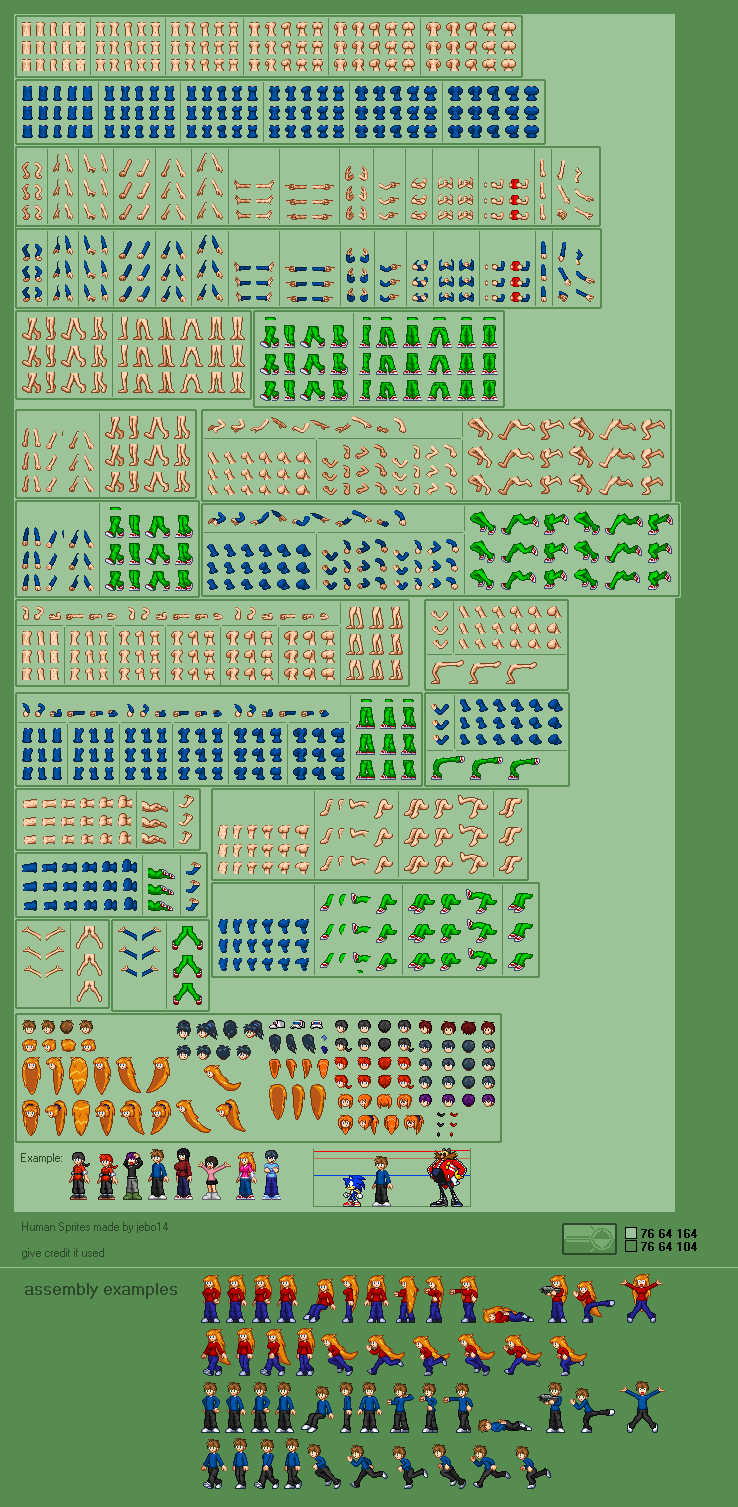 Example:
Human Sprites made by jebo14
76 64 164
76 64 104
give credit if used
assembly examples